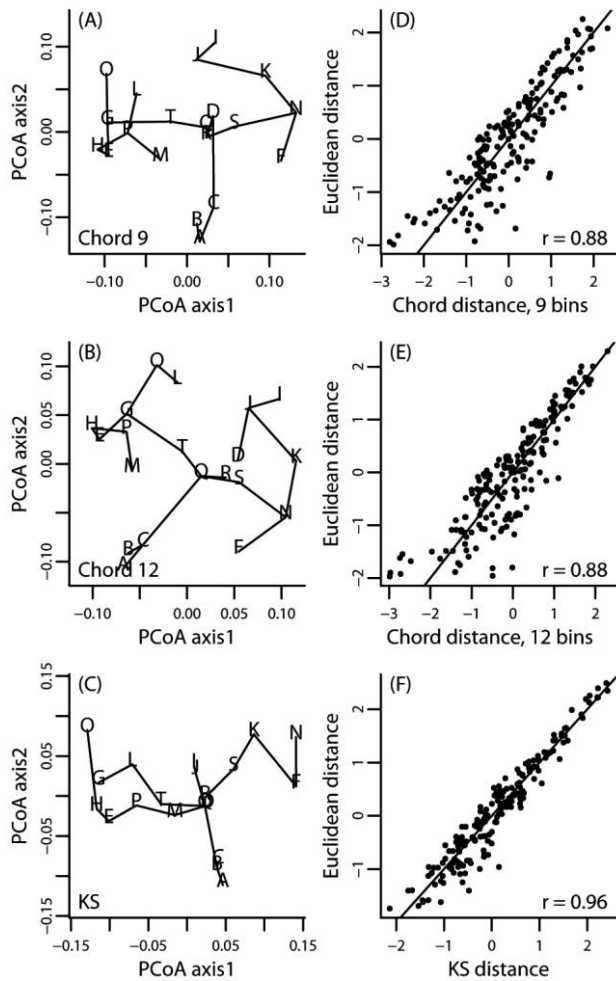 (A)
PCoA axis2
0.10
0.00
−0.10
I
K
O
L
N
G
T
D
S
P
H
E
M
F
C
B
A
Chord 9
−0.10
0.00
0.10
PCoA axis1
(D)
Euclidean distance
2
1
0
−1
−2
r = 0.88
−3
−2
−1
0
1
2
Chord distance, 9 bins
(B)
PCoA axis2
0.10
0.05
0.00
−0.10
O
L
I
G
H
P
E
T
D
K
M
Q
R
S
N
C
B
F
A
Chord 12
−0.10
0.00
0.05
0.10
PCoA axis1
(E)
Euclidean distance
2
1
0
−1
−2
r = 0.88
−3
−2
−1
0
1
2
Chord distance, 12 bins
(C)
PCoA axis2
0.15
0.05
−0.05
−0.15
O
K
N
L
J
S
G
F
H
P
T
M
E
C
B
A
KS
−0.15
−0.05
0.05
0.15
PCoA axis1
(F)
Euclidean distance
2
1
0
−1
r = 0.96
−2
−1
0
1
2
KS distance